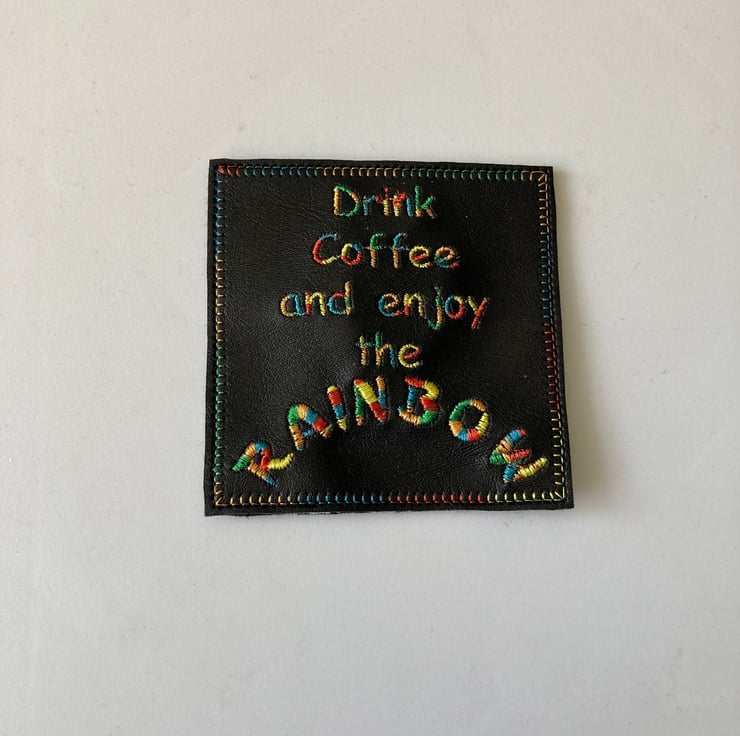 Drink
Coffee
and enjoy
the
RAINBOW